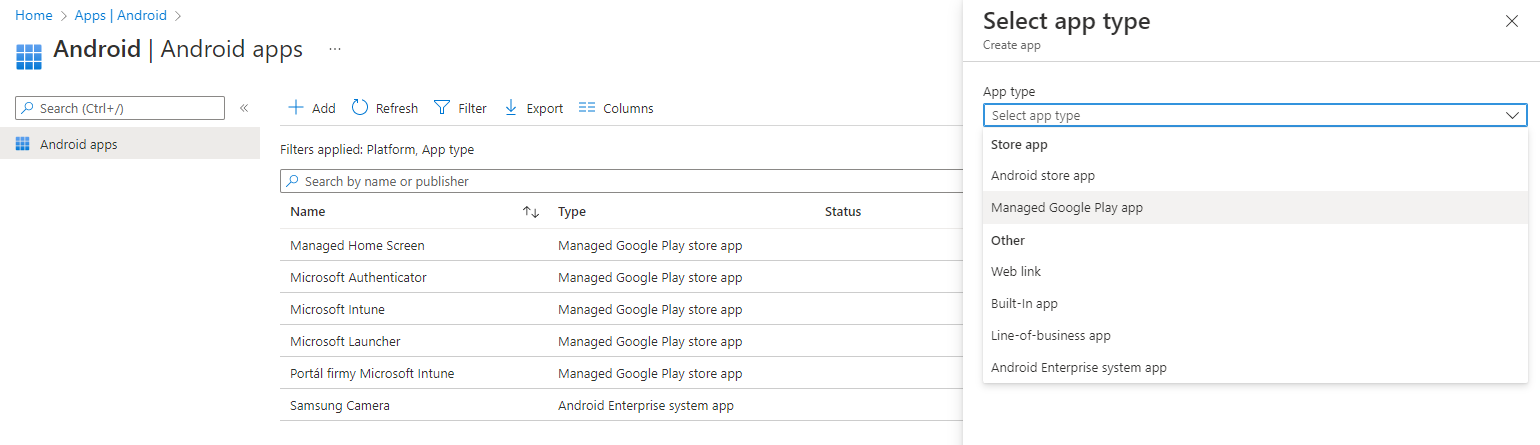 Home > Apps | Android >
Android | Android apps ...
Search (Ctrl+/) «
Android apps
Add Refresh Filter Export Columns
Filters applied: Platform, App type
Search by name or publisher
Name Type Status
Managed Home Screen Managed Google Play store app
Microsoft Authenticator Managed Google Play store app
Microsoft Intune Managed Google Play store app
Microsoft Launcher Managed Google Play store app
Portál firmy Microsoft Intune Managed Google Play store app
Samsung Camera Android Enterprise system app
Select app type
Create app
App type
Select app type
Store app
Android store app
Managed Google Play app
Other
Web link
Built-In app
Line-of-business app
Android Enterprise system app